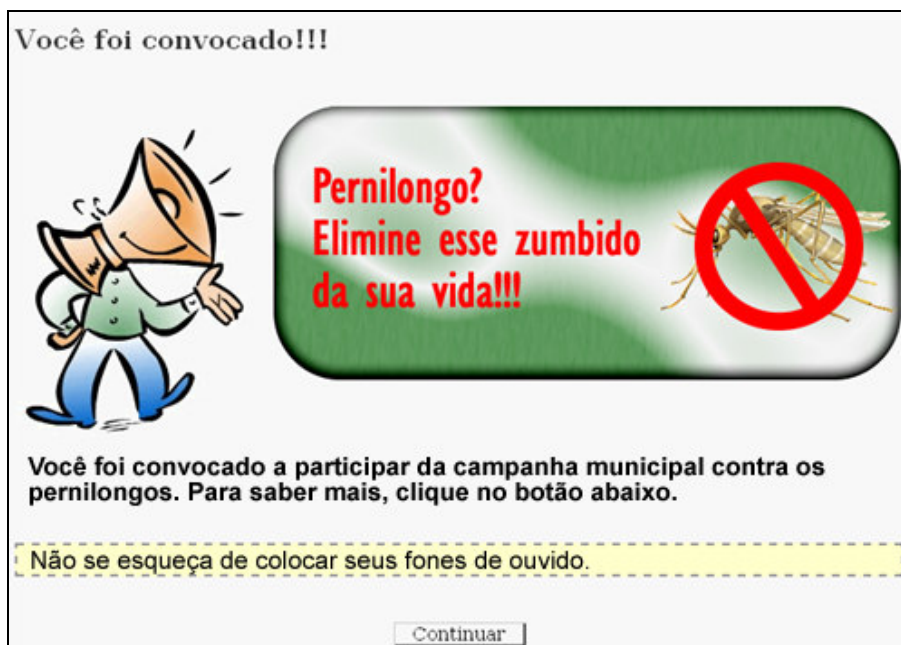 Você foi convocado!!!
Pernilongo?
Elimine esse zumbido
da sua vida!!!
Você foi convocado a participar da campanha municipal contra os
pernilongos. Para saber mais, clique no botão abaixo.
Não se esqueça de colocar seus fones de ouvido.
Continuar